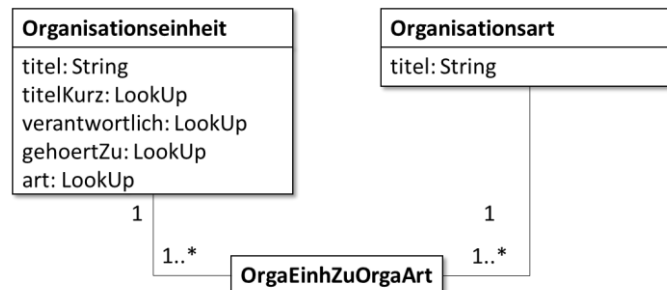 Organisationseinheit
titel: String
titelKurz: LookUp
verantwortlich: LookUp
gehoertZu: LookUp
art: LookUp
Organisationsart
titel: String
1
1
1..*
1..*
OrgaEinhZuOrgaArt